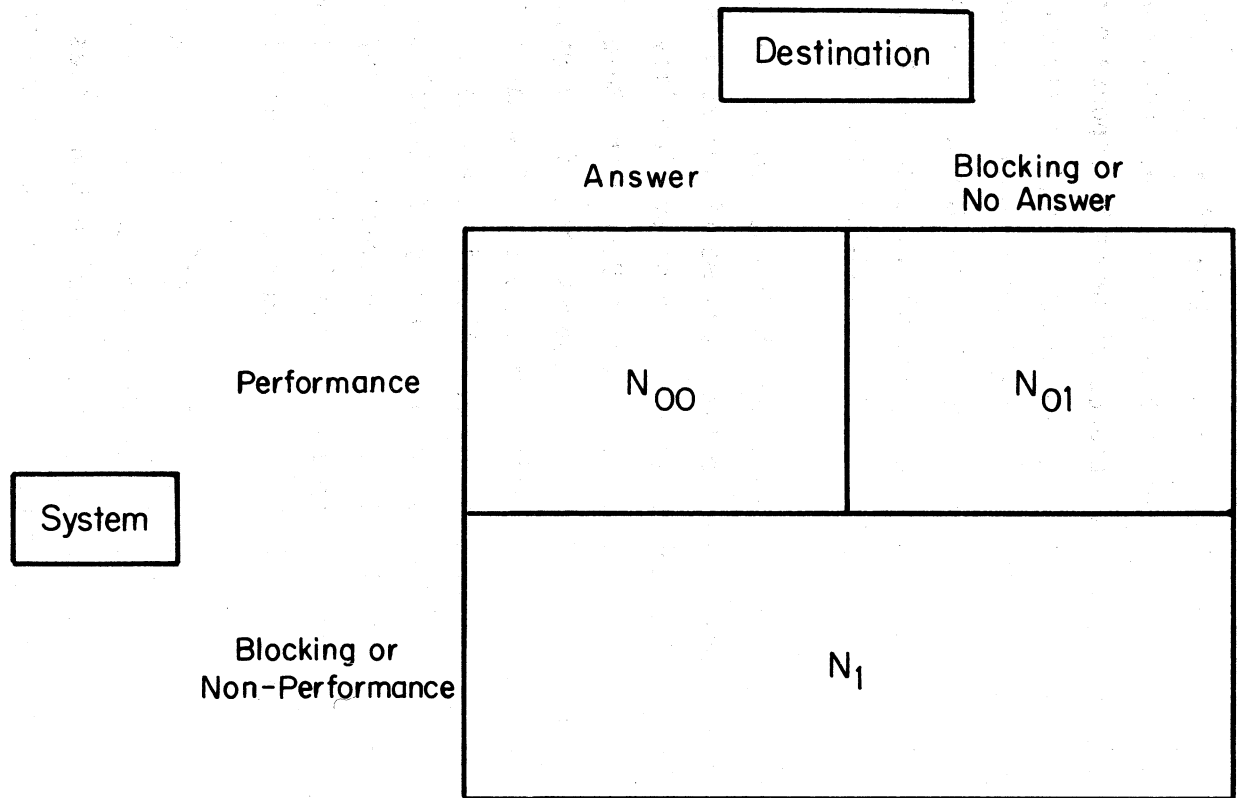 Destination
Answer
Blocking or
No Answer
Performance
N00
N01
System
Blocking or
Non-Performance
N1